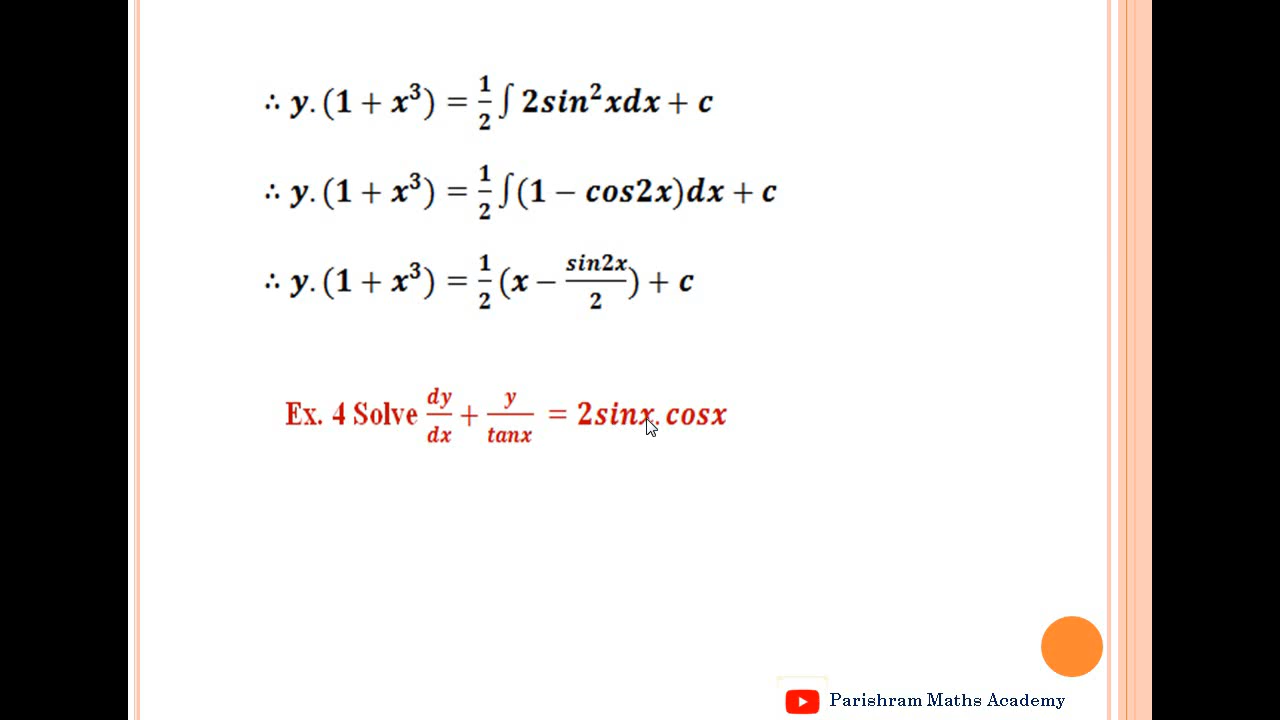 ∴ y.(1 + x³) = 1/2 ∫ 2sin²xdx + c
∴ y.(1 + x³) = 1/2 ∫(1 − cos2x)dx + c
∴ y.(1 + x³) = 1/2 (x − sin2x/2) + c
Ex. 4 Solve dy/dx + y/tanx = 2sinx.cosx
Parishram Maths Academy